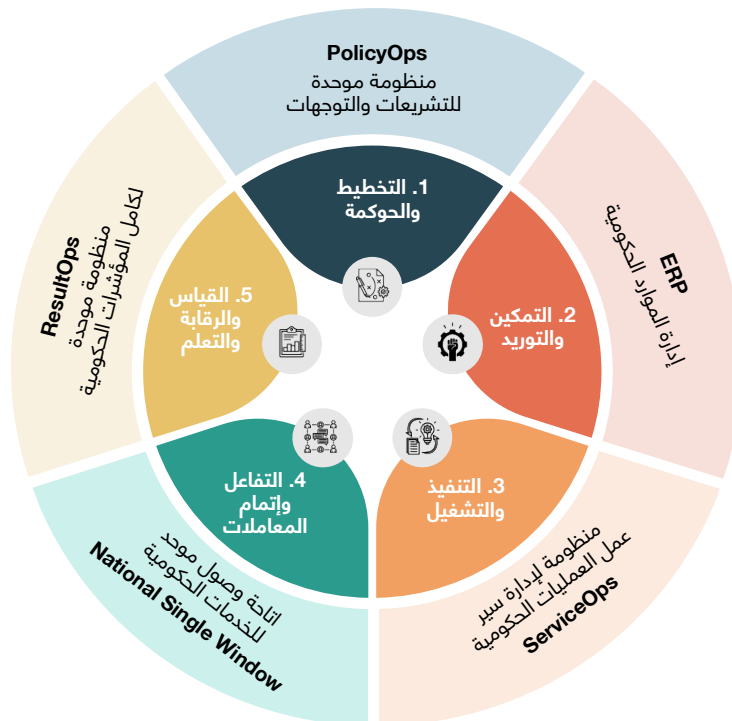 PolicyOps
منظومة موحدة
للتشريعات والتوجهات
1. التخطيط
والحوكمة
ERP
إدارة الموارد الحكومية
2. التمكين
والتوريد
3. التنفيذ
والتشغيل
منظومة لإدارة سير
عمل العمليات الحكومية
ServiceOps
4. التفاعل
وإتمام
المعاملات
اتاحة وصول موحد
للخدمات الحكومية
National Single Window
5. القياس
والرقابة
والتعلم
ResultOps
منظومة موحدة
لكامل المؤشرات الحكومية